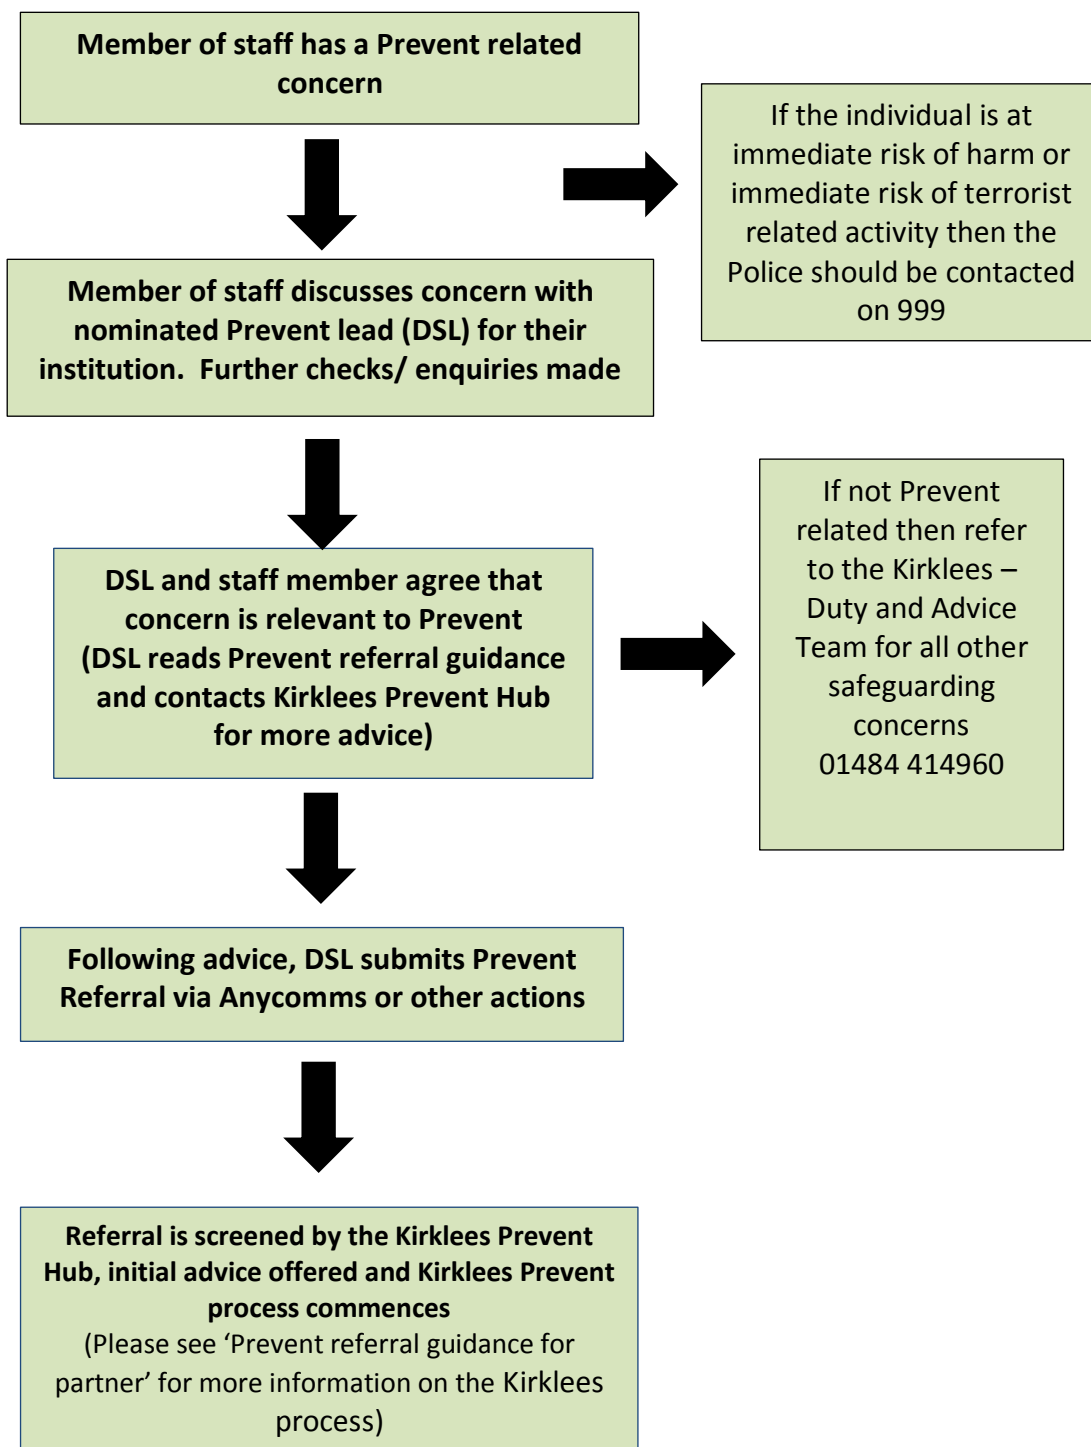 Member of staff has a Prevent related
concern
If the individual is at
immediate risk of harm or
immediate risk of terrorist
related activity then the
Police should be contacted
on 999
Member of staff discusses concern with
nominated Prevent lead (DSL) for their
institution.  Further checks/ enquiries made
DSL and staff member agree that
concern is relevant to Prevent
(DSL reads Prevent referral guidance
and contacts Kirklees Prevent Hub
for more advice)
If not Prevent
related then refer
to the Kirklees –
Duty and Advice
Team for all other
safeguarding
concerns
01484 414960
Following advice, DSL submits Prevent
Referral via Anycomms or other actions
Referral is screened by the Kirklees Prevent
Hub, initial advice offered and Kirklees Prevent
process commences
(Please see ‘Prevent referral guidance for
partner’ for more information on the Kirklees
process)